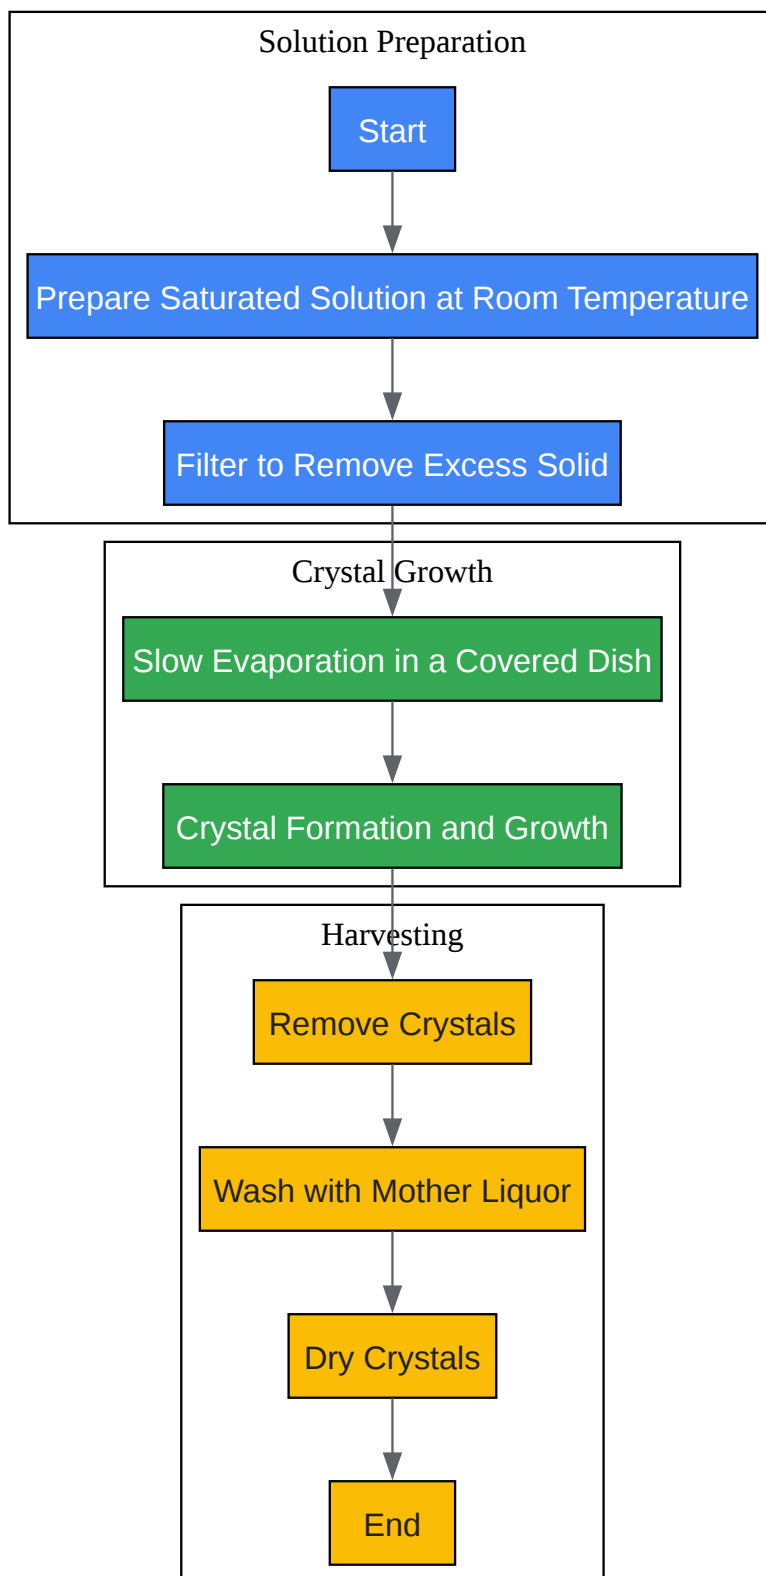 Solution Preparation
Start
Prepare Saturated Solution at Room Temperature
Filter to Remove Excess Solid
Crystal Growth
Slow Evaporation in a Covered Dish
Crystal Formation and Growth
Harvesting
Remove Crystals
Wash with Mother Liquor
Dry Crystals
End